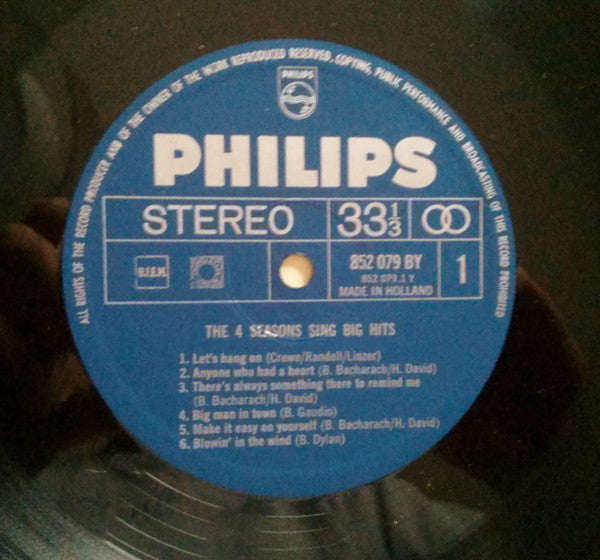 ALL RIGHTS OF THE RECORD PRODUCER AND OF THE OWNER OF THE WORK REPRODUCED RESERVED. COPYING, PUBLIC PERFORMANCE AND BROADCASTING OF THIS RECORD PROHIBITED
PHILIPS
PHILIPS
STEREO 33⅓
B.I.E.M. 852 079 BY 1
852 079.1 Y
MADE IN HOLLAND
THE 4 SEASONS SING BIG HITS
1. Let's hang on (Crewe/Randell/Linzer)
2. Anyone who had a heart (B. Bacharach/H. David)
3. There's always something there to remind me
(B. Bacharach/H. David)
4. Big man in town (B. Gaudio)
5. Make it easy on yourself (B. Bacharach/H. David)
6. Blowin' in the wind (B. Dylan)